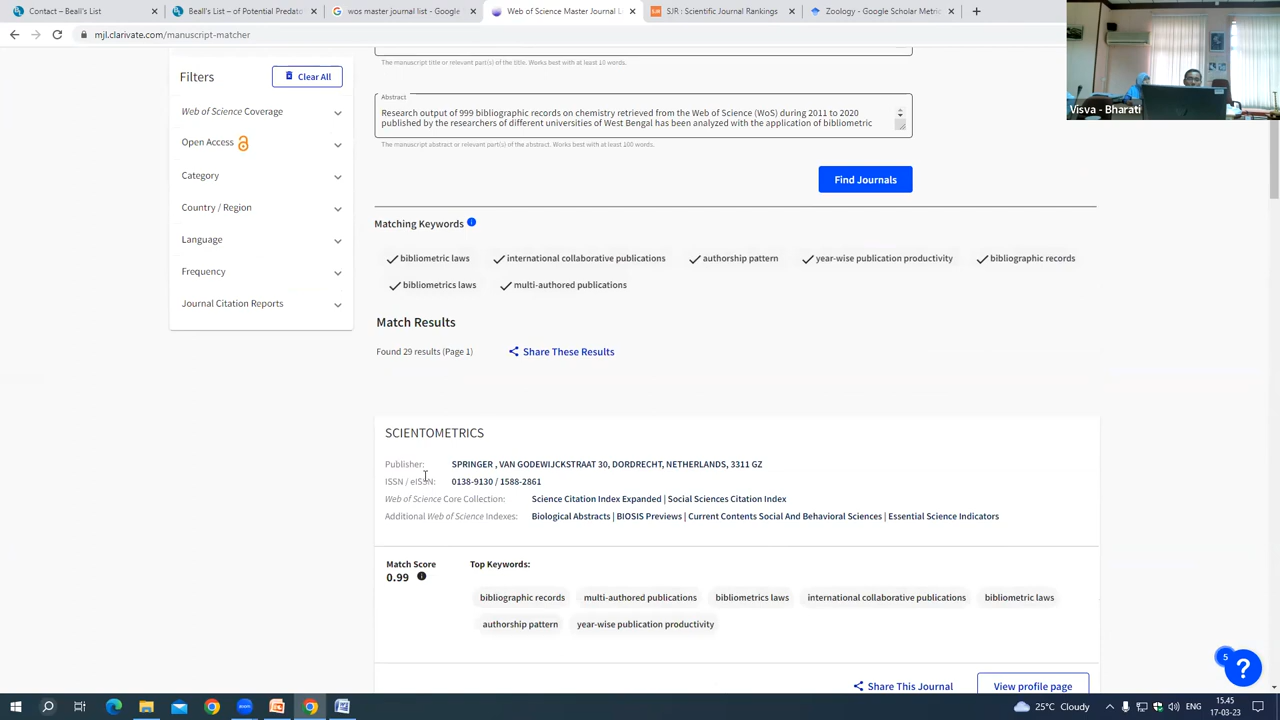 Contact – Beall's List
Beall's List – of Potential Predato
wos master journal - Google
Web of Science Master Journal L
SJR : Scientific Journal Rankings
Zoology - Google Scholar Metric
mjl.clarivate.com/manuscript-matcher
Visva - Bharati
Filters
Clear All
Web of Science Coverage
Open Access
Category
Country / Region
Language
Frequency
Journal Citation Reports
The manuscript title or relevant part(s) of the title. Works best with at least 10 words.
Abstract
Research output of 999 bibliographic records on chemistry retrieved from the Web of Science (WoS) during 2011 to 2020
published by the researchers of different universities of West Bengal has been analyzed with the application of bibliometric
The manuscript abstract or relevant part(s) of the abstract. Works best with at least 100 words.
Find Journals
Matching Keywords
bibliometric laws international collaborative publications authorship pattern year-wise publication productivity bibliographic records
bibliometrics laws multi-authored publications
Match Results
Found 29 results (Page 1) Share These Results
SCIENTOMETRICS
Publisher: SPRINGER , VAN GODEWIJCKSTRAAT 30, DORDRECHT, NETHERLANDS, 3311 GZ
ISSN / eISSN: 0138-9130 / 1588-2861
Web of Science Core Collection: Science Citation Index Expanded | Social Sciences Citation Index
Additional Web of Science Indexes: Biological Abstracts | BIOSIS Previews | Current Contents Social And Behavioral Sciences | Essential Science Indicators
Match Score Top Keywords:
0.99
bibliographic records multi-authored publications bibliometrics laws international collaborative publications bibliometric laws
authorship pattern year-wise publication productivity
Share This Journal View profile page
5
?
25°C Cloudy ENG 15.45
17-03-23